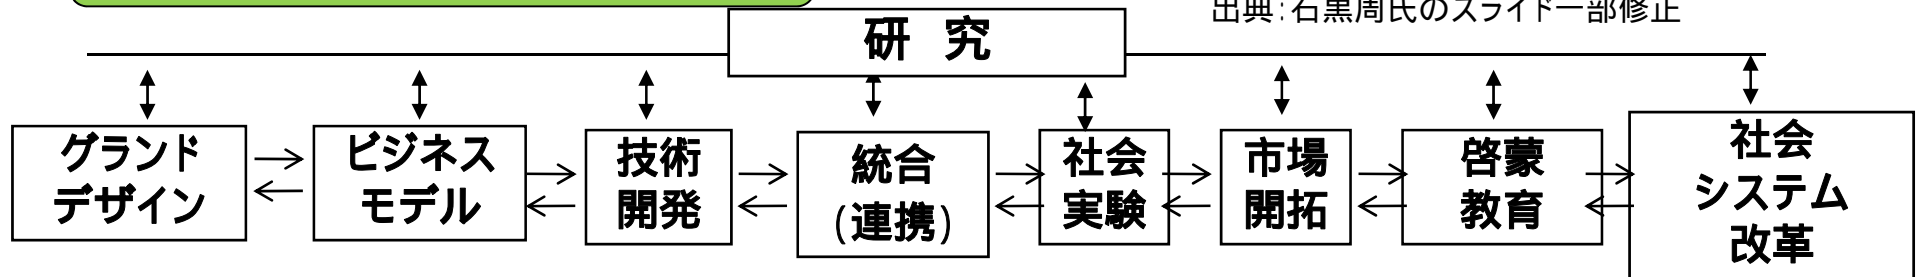 出典:石黒周氏のスライド一部修正
研 究
グランド
デザイン
ビジネス
モデル
技術
開発
統合
(連携)
社会
実験
市場
開拓
啓蒙
教育
社会
システム
改革